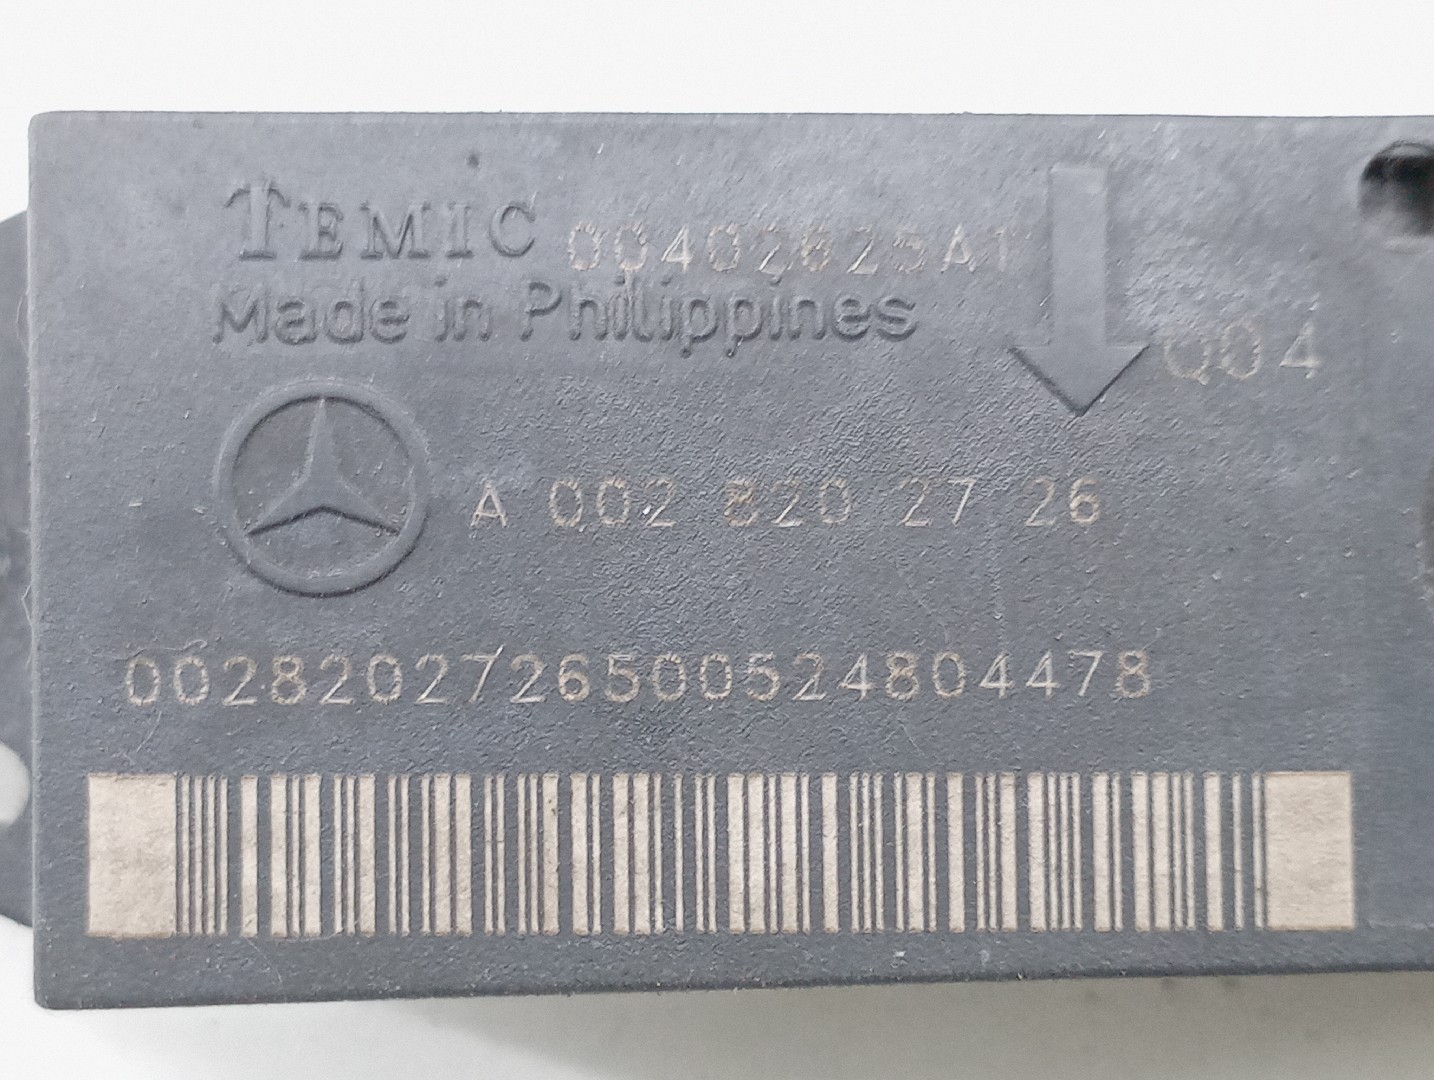 TEMIC 00402625A1
Made in Philippines
Q04
A 002 820 27 26
0028202726500524804478